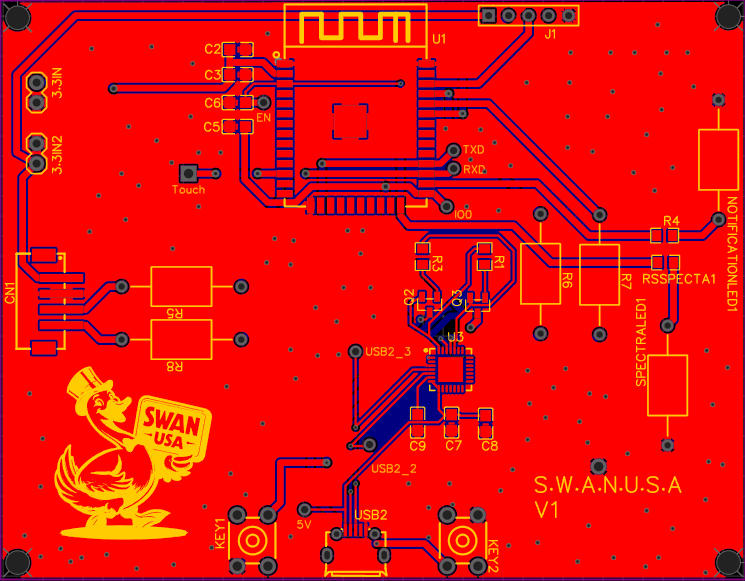 C2
U1
J1
C3
3.3IN
C6
EN
C5
3.3IN2
TXD
RXD
Touch
IO0
R4
NOTIFICATIONLED1
R3
R1
R6
R7
RSSPECTA1
CN1
R5
Q2
Q3
U3
SPECTRALED1
USB2_3
R8
SWAN
USA
C9
C7
C8
USB2_2
S.W.A.N.U.S.A
V1
5V
USB2
KEY1
KEY2